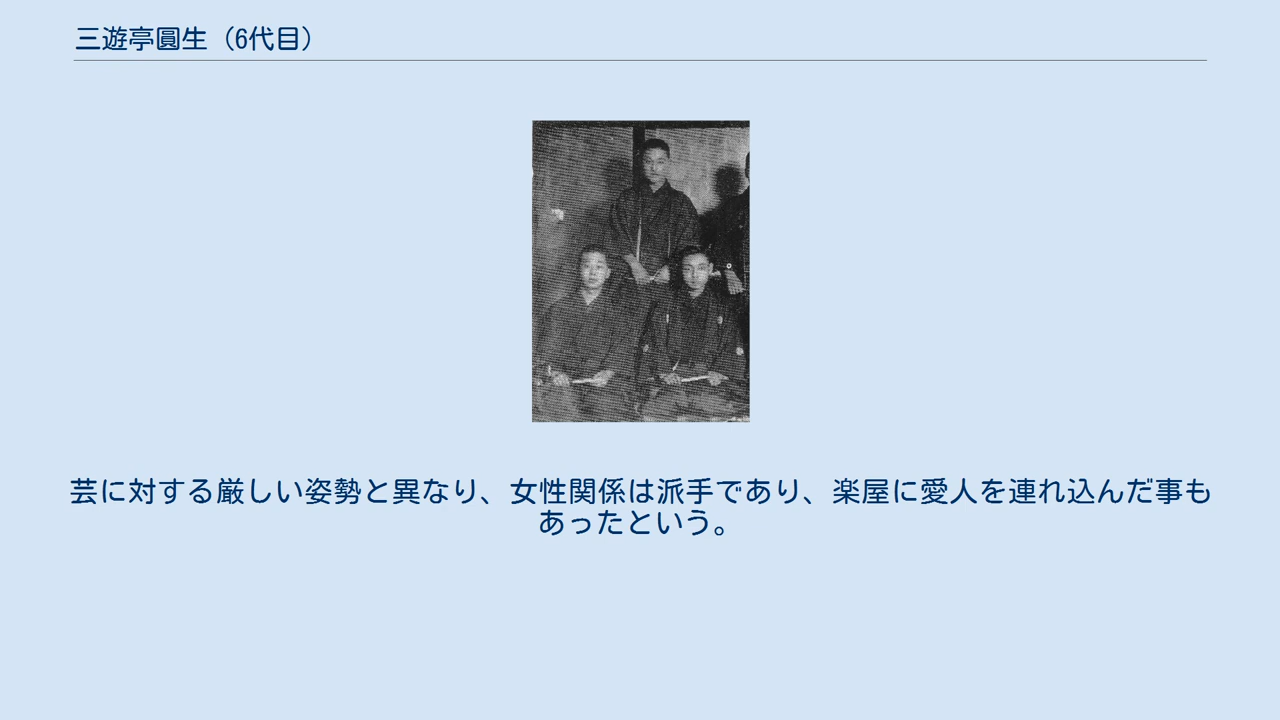 三遊亭圓生（6代目）
芸に対する厳しい姿勢と異なり、女性関係は派手であり、楽屋に愛人を連れ込んだ事も
あったという。